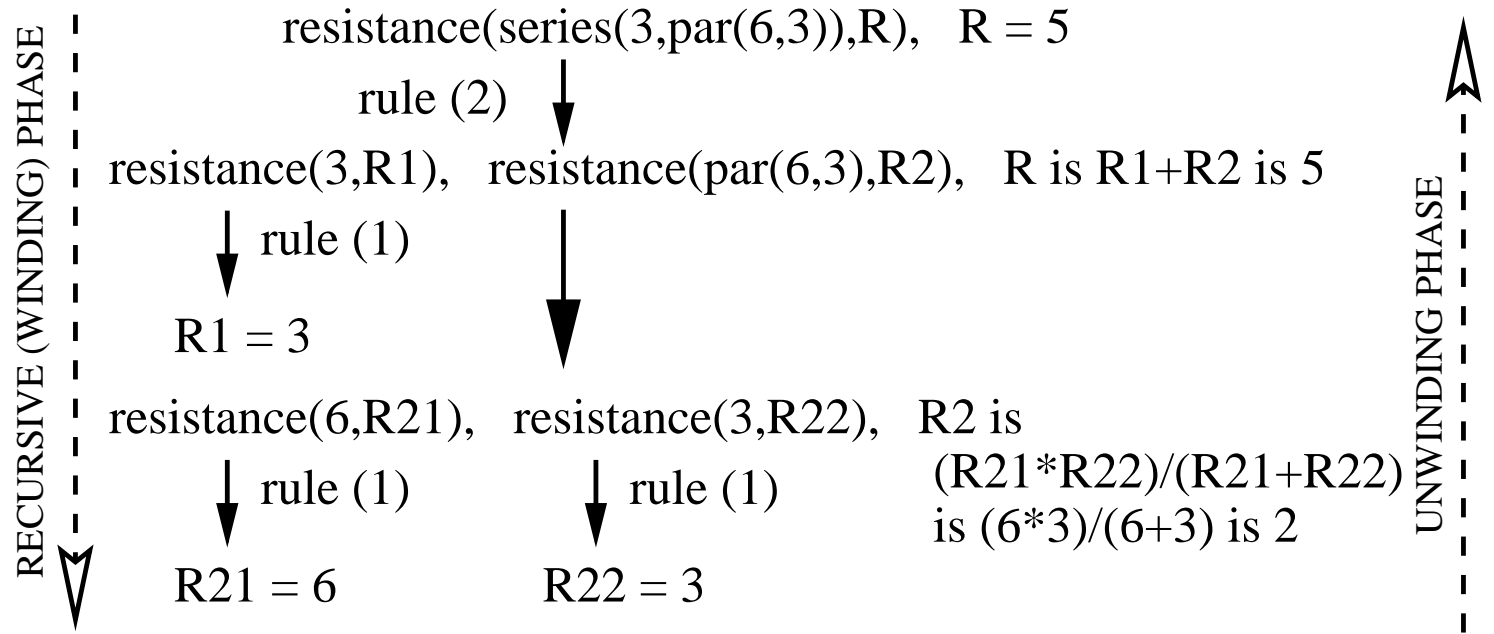 RECURSIVE (WINDING) PHASE
resistance(series(3,par(6,3)),R), R = 5
rule (2)
resistance(3,R1), resistance(par(6,3),R2), R is R1+R2 is 5
rule (1)
R1 = 3
resistance(6,R21), resistance(3,R22), R2 is
(R21*R22)/(R21+R22)
rule (1) rule (1)
is (6*3)/(6+3) is 2
R21 = 6 R22 = 3
UNWINDING PHASE